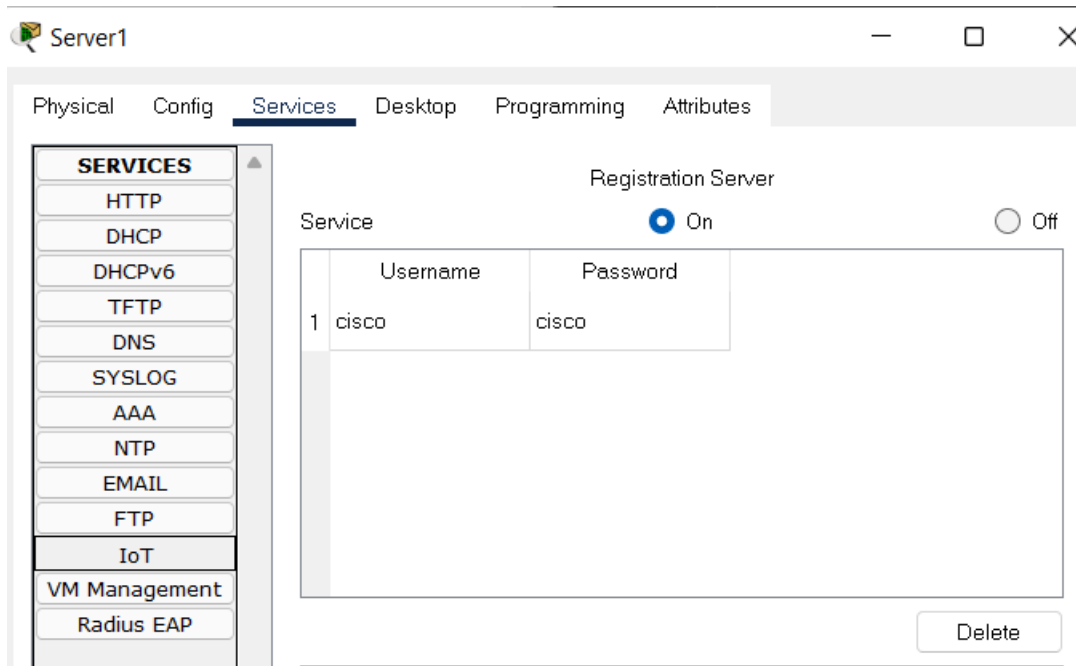 Server1
Physical Config Services Desktop Programming Attributes
SERVICES
HTTP
DHCP
DHCPv6
TFTP
DNS
SYSLOG
AAA
NTP
EMAIL
FTP
IoT
VM Management
Radius EAP
Registration Server
Service On Off
Username Password
1 cisco cisco
Delete